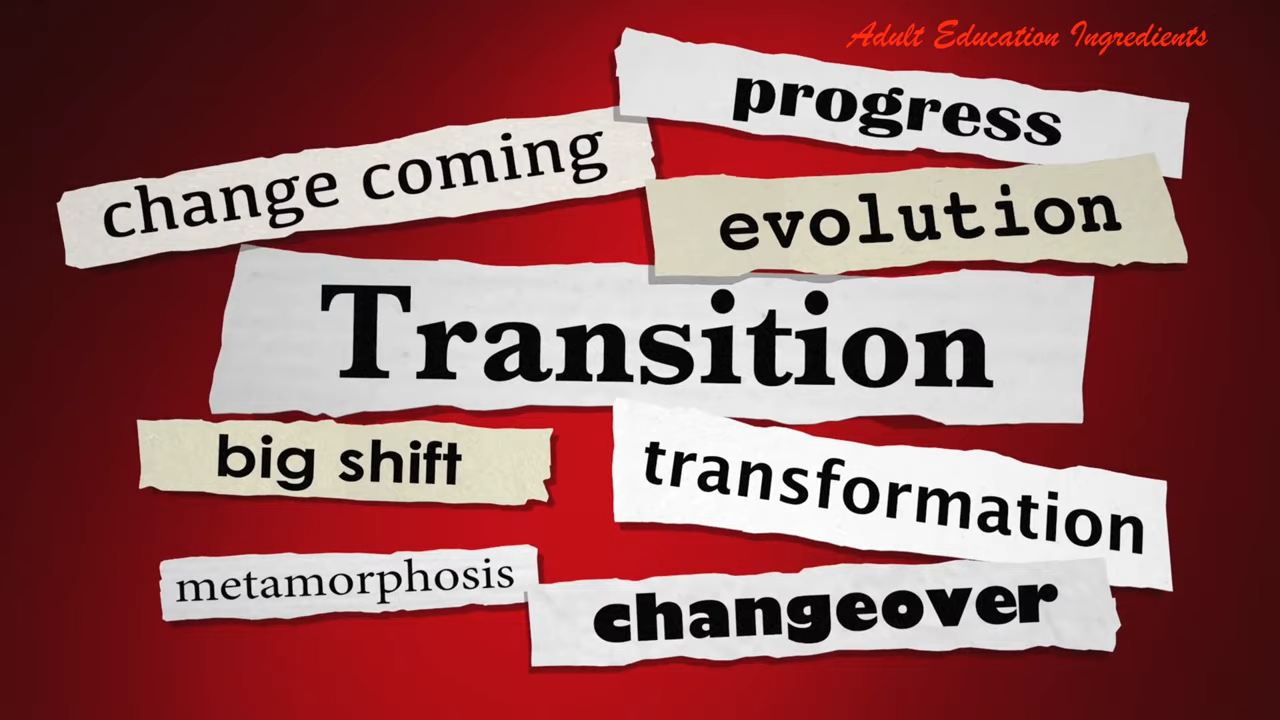 Adult Education Ingredients
progress
change coming
evolution
Transition
big shift
transformation
metamorphosis
changeover